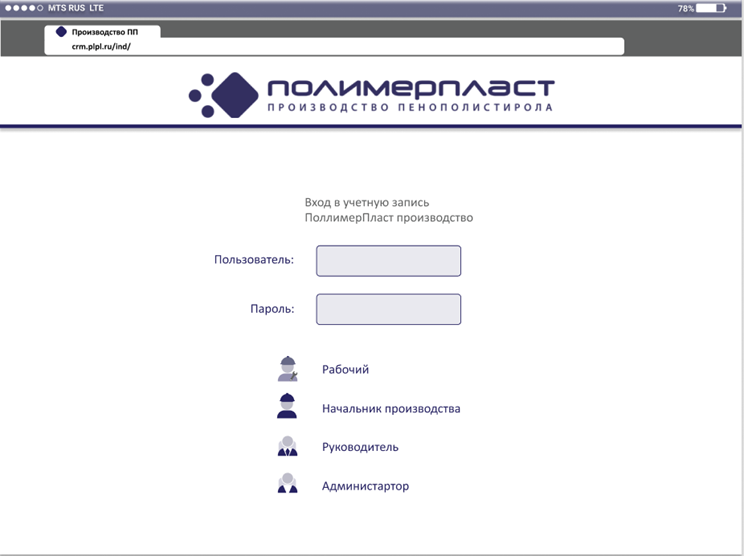 MTS RUS LTE
78%
Производство ПП
crm.plpl.ru/ind/
ПОЛИМЕРПЛАСТ
ПРОИЗВОДСТВО ПЕНОПОЛИСТИРОЛА
Вход в учетную запись
ПоллимерПласт производство
Пользователь:
Пароль:
Рабочий
Начальник производства
Руководитель
Администартор